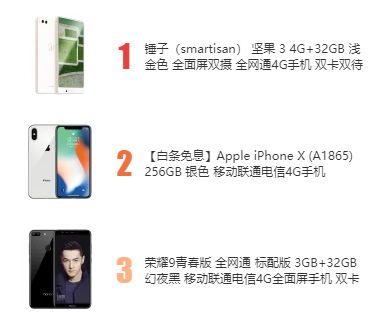 1
锤子（smartisan） 坚果 3 4G+32GB 浅
金色 全面屏双摄 全网通4G手机 双卡双待
2
【白条免息】Apple iPhone X (A1865)
256GB 银色 移动联通电信4G手机
3
荣耀9青春版 全网通 标配版 3GB+32GB
幻夜黑 移动联通电信4G全面屏手机 双卡